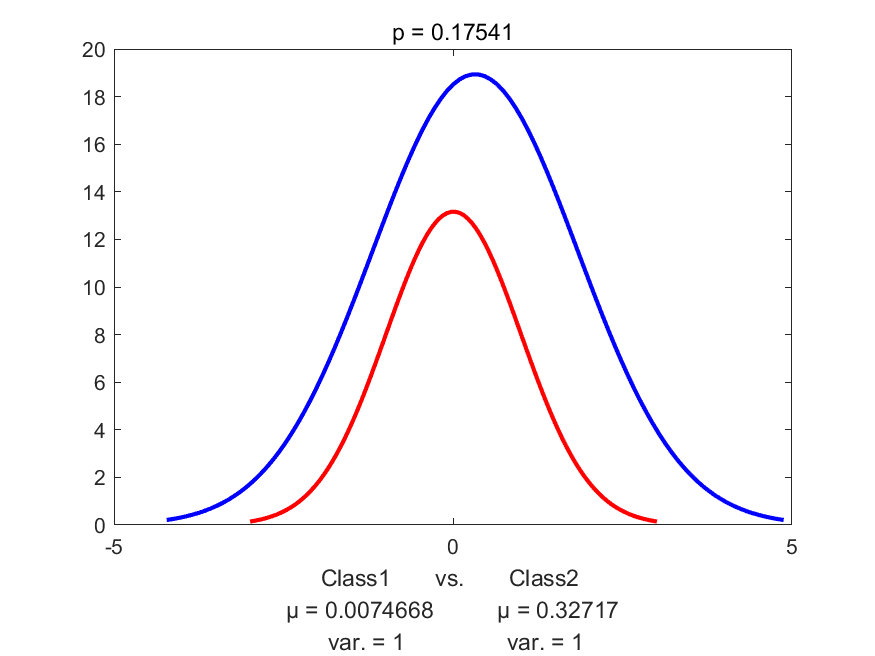 p = 0.17541
20
18
16
14
12
10
8
6
4
2
0
-5 0 5
Class1 vs. Class2
μ = 0.0074668 μ = 0.32717
var. = 1 var. = 1